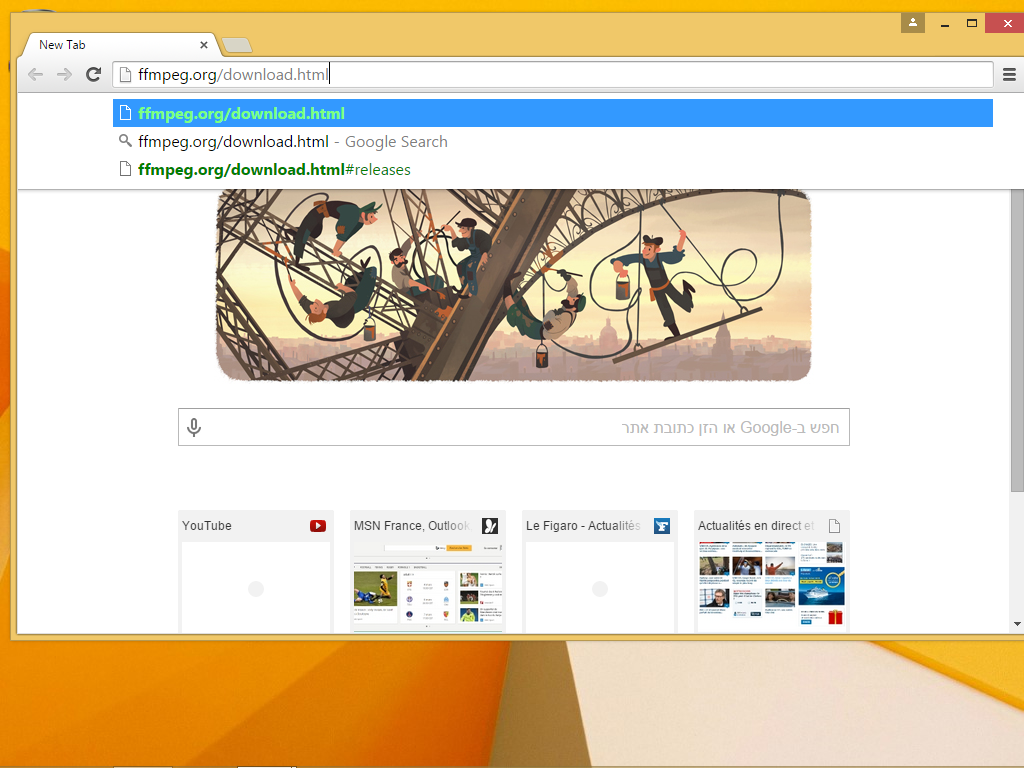 New Tab
ffmpeg.org/download.html
ffmpeg.org/download.html
ffmpeg.org/download.html - Google Search
ffmpeg.org/download.html#releases
חפש ב-Google או הזן כתובת אתר
YouTube
MSN France, Outlook,
Le Figaro - Actualités
Actualités en direct et